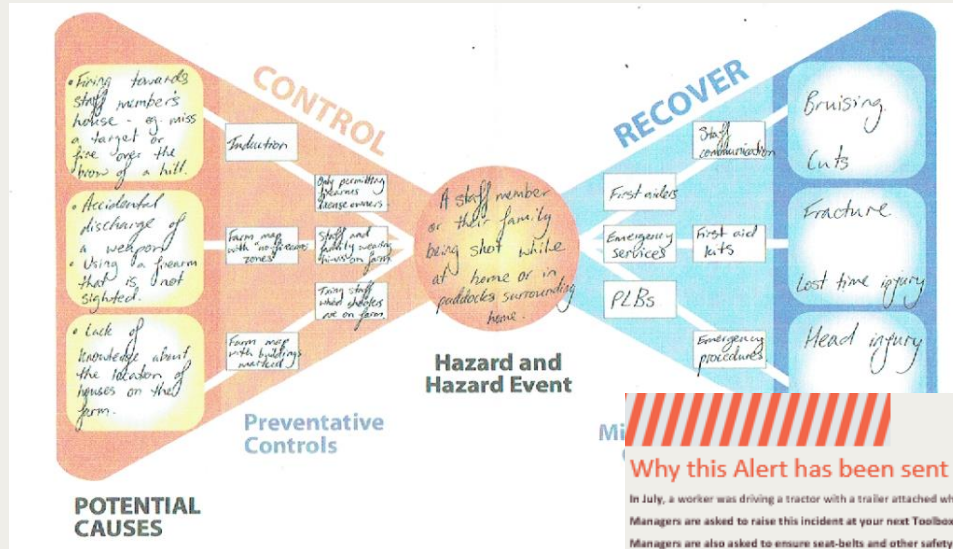 CONTROL
RECOVER
• Firing towards
staff member's
house - eg. miss
a target or
fire over the
brow of a hill.
• Accidental
discharge of
a weapon
• Using a firearm
that is not
sighted.
• Lack of
knowledge about
the location of
houses on the
farm.
Induction
Only permitting
firearms
license owners
Farm map
with "no-firearms
zones"
Staff and
family wearing
on farm
staff
when shooters
on farm
Farm map
with buildings
marked
A staff member
or their family
being shot while
at home or in
paddocks surrounding
home.
Staff
communication
First aiders
Emergency
services
First aid
kits
PLBs
Emergency
procedures
Bruising
Cuts
Fracture
Lost time injury
Head injury
Hazard and
Hazard Event
Preventative
Controls
Mi
POTENTIAL
CAUSES
Why this Alert has been sent
In July, a worker was driving a tractor with a trailer attached wh
Managers are asked to raise this incident at your next Toolbox
Managers are also asked to ensure seat-belts and other safety